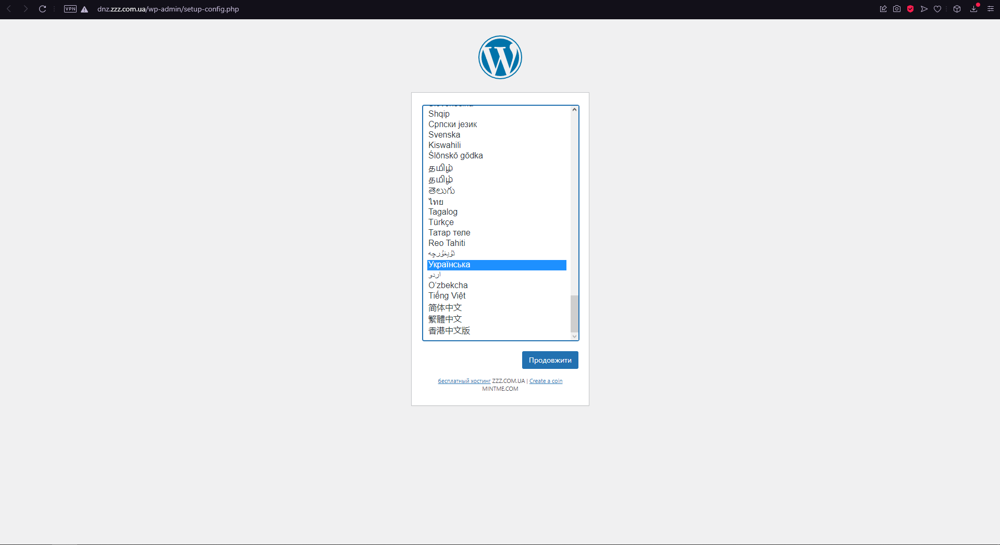 VPN
dnz.zzz.com.ua/wp-admin/setup-config.php
Shqip
Српски језик
Svenska
Kiswahili
Ślōnskŏ gŏdka
தமிழ்
தமிழ்
తెలుగు
ไทย
Tagalog
Türkçe
Татар теле
Reo Tahiti
ئۇيغۇرچە
Українська
اردو
O‘zbekcha
Tiếng Việt
简体中文
繁體中文
香港中文版
Продовжити
бесплатный хостинг ZZZ.COM.UA | Create a coin
MINTME.COM